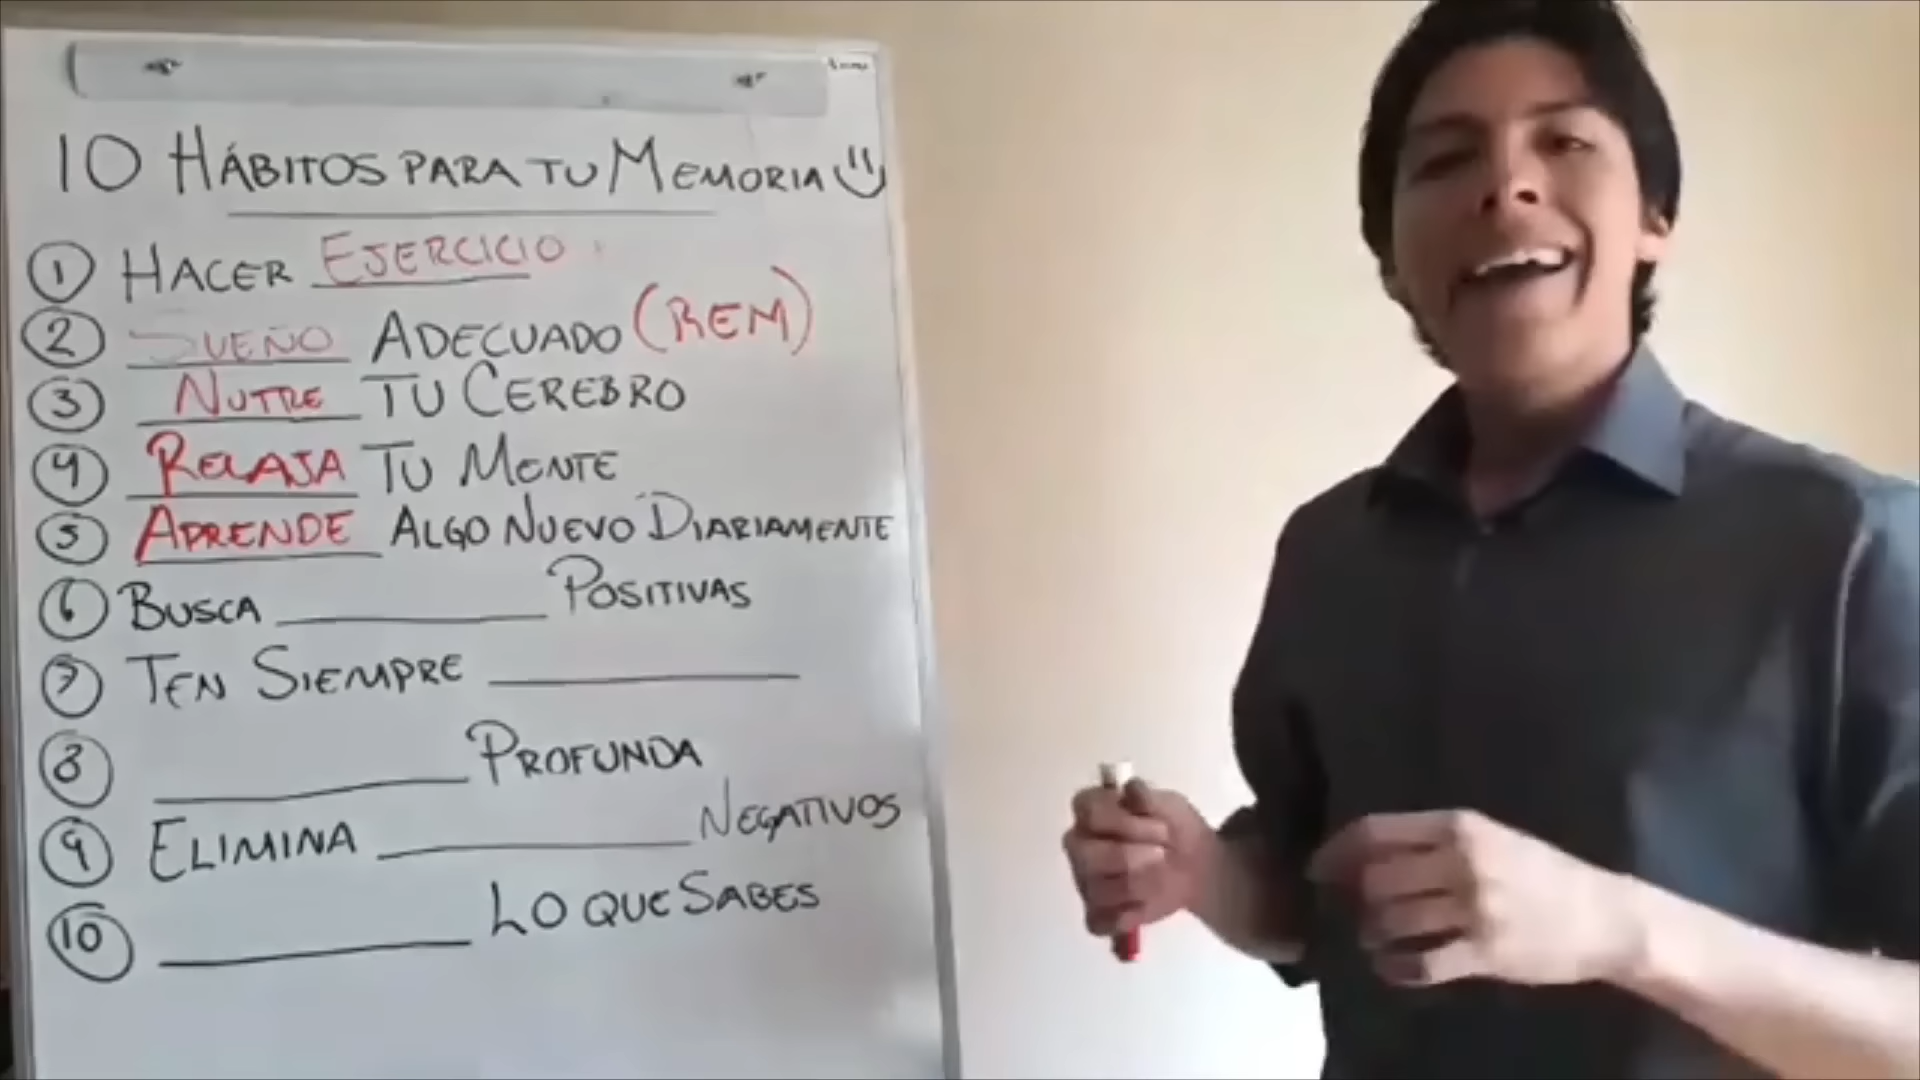 10 HÁBITOS PARA TU MEMORIA
1 HACER EJERCICIO
2 SUEÑO ADECUADO (REM)
3 NUTRE TU CEREBRO
4 RELAJA TU MENTE
5 APRENDE ALGO NUEVO DIARIAMENTE
6 BUSCA POSITIVAS
7 TEN SIEMPRE
8 PROFUNDA
9 ELIMINA NEGATIVOS
10 LO QUE SABES